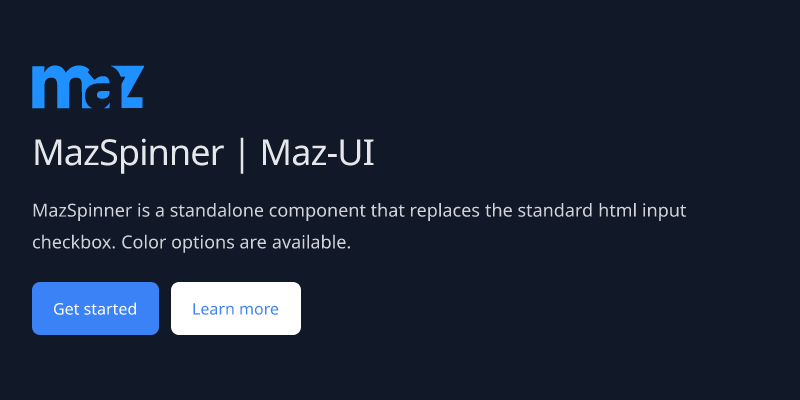 maz
MazSpinner | Maz-UI
MazSpinner is a standalone component that replaces the standard html input
checkbox. Color options are available.
Get started
Learn more